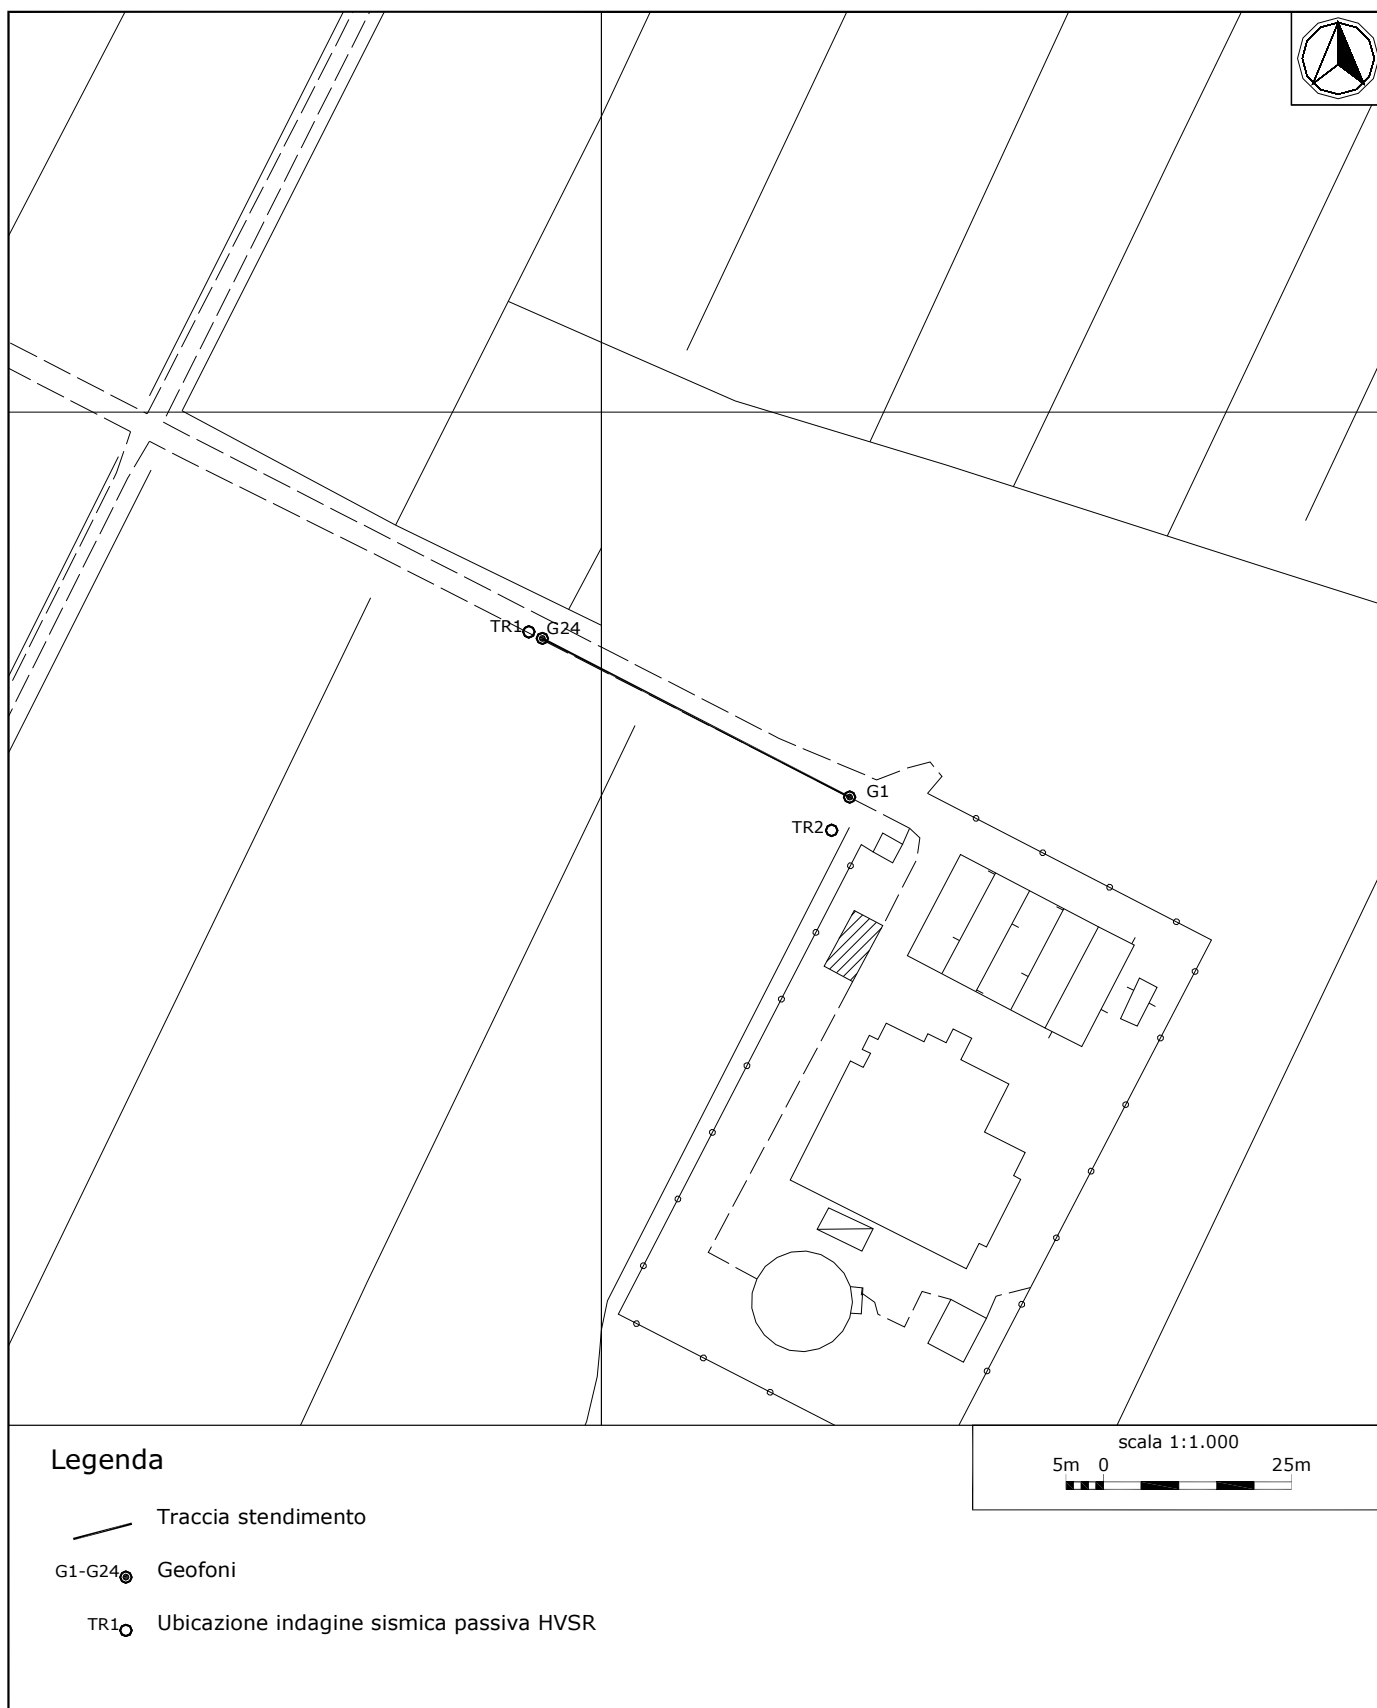 TR1
G24
G1
TR2
Legenda
Traccia stendimento
G1-G24
Geofoni
TR1
Ubicazione indagine sismica passiva HVSR
scala 1:1.000
5m 0 25m